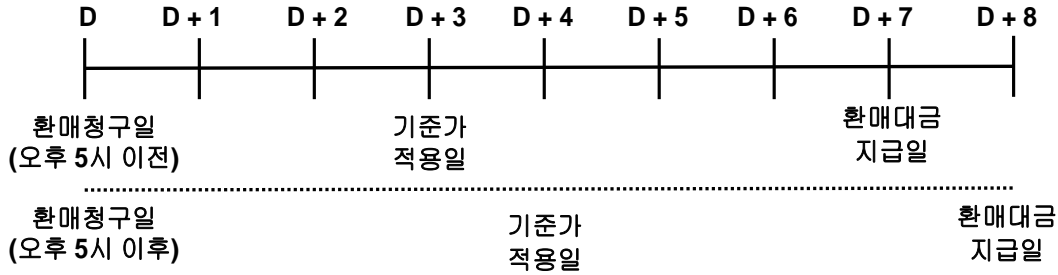 D D + 1 D + 2 D + 3 D + 4 D + 5 D + 6 D + 7 D + 8
환매청구일
(오후 5시 이전)
기준가
적용일
환매대금
지급일
환매청구일
(오후 5시 이후)
기준가
적용일
환매대금
지급일